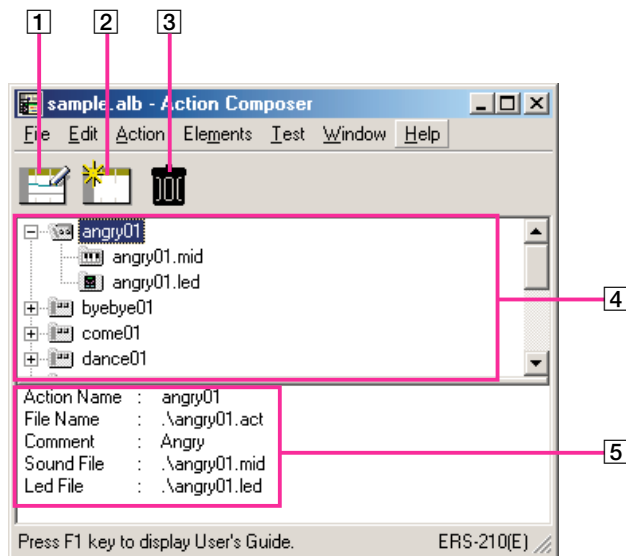 1 2 3
sample.alb - Action Composer
File Edit Action Elements Test Window Help
angry01
angry01.mid
angry01.led
4
byebye01
come01
dance01
Action Name : angry01
File Name : .\angry01.act
Comment : Angry
5
Sound File : .\angry01.mid
Led File : .\angry01.led
Press F1 key to display User's Guide. ERS-210(E)